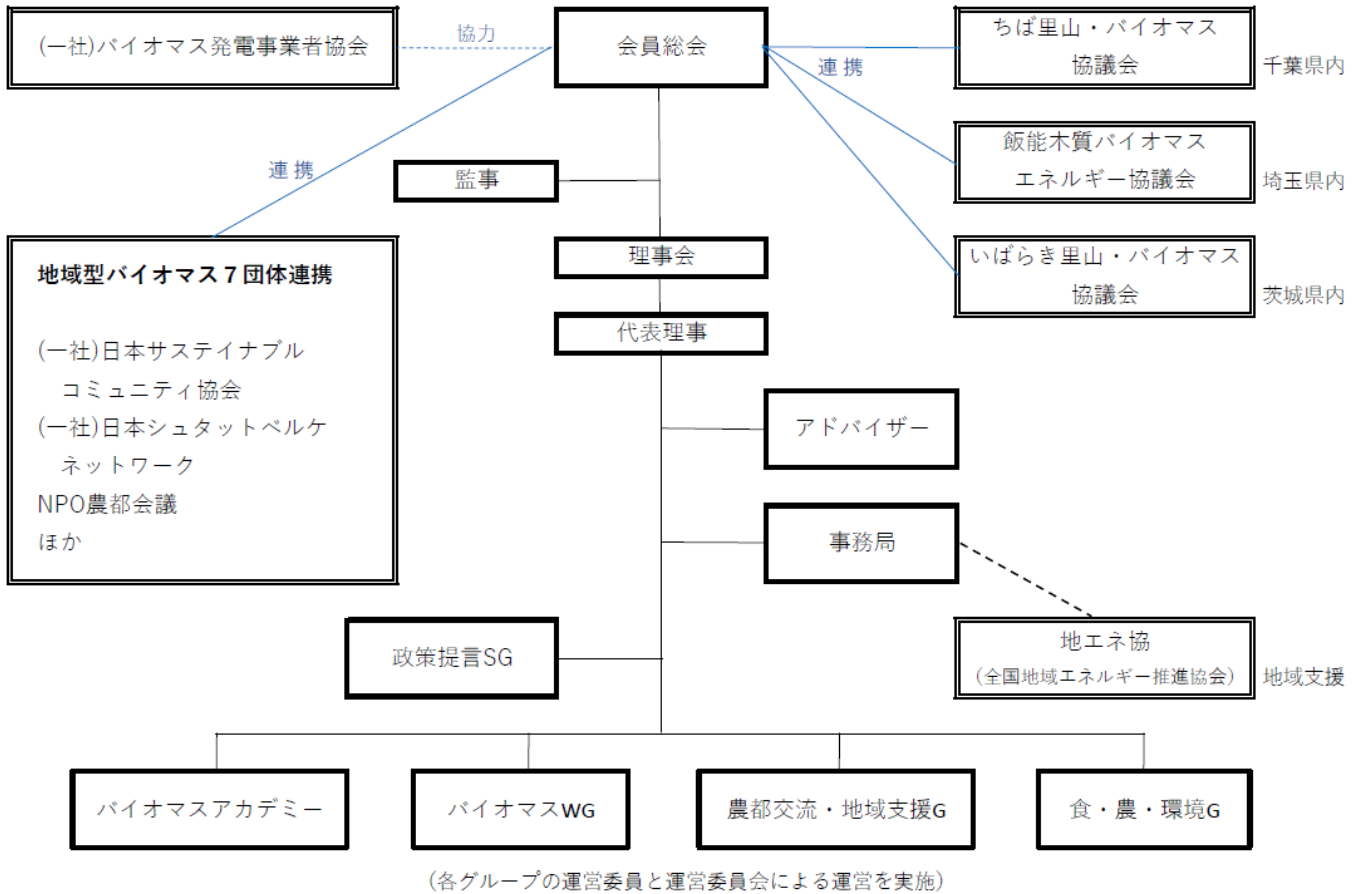 (一社)バイオマス発電事業者協会
協力
会員総会
連 携
ちば里山・バイオマス
協議会
千葉県内
飯能木質バイオマス
エネルギー協議会
埼玉県内
いばらき里山・バイオマス
協議会
茨城県内
連 携
監事
理事会
代表理事
地域型バイオマス７団体連携
(一社)日本サステイナブル
コミュニティ協会
(一社)日本シュタットベルケ
ネットワーク
NPO農都会議
ほか
アドバイザー
事務局
政策提言SG
地エネ協
(全国地域エネルギー推進協会)
地域支援
バイオマスアカデミー
バイオマスWG
農都交流・地域支援G
食・農・環境G
(各グループの運営委員と運営委員会による運営を実施)